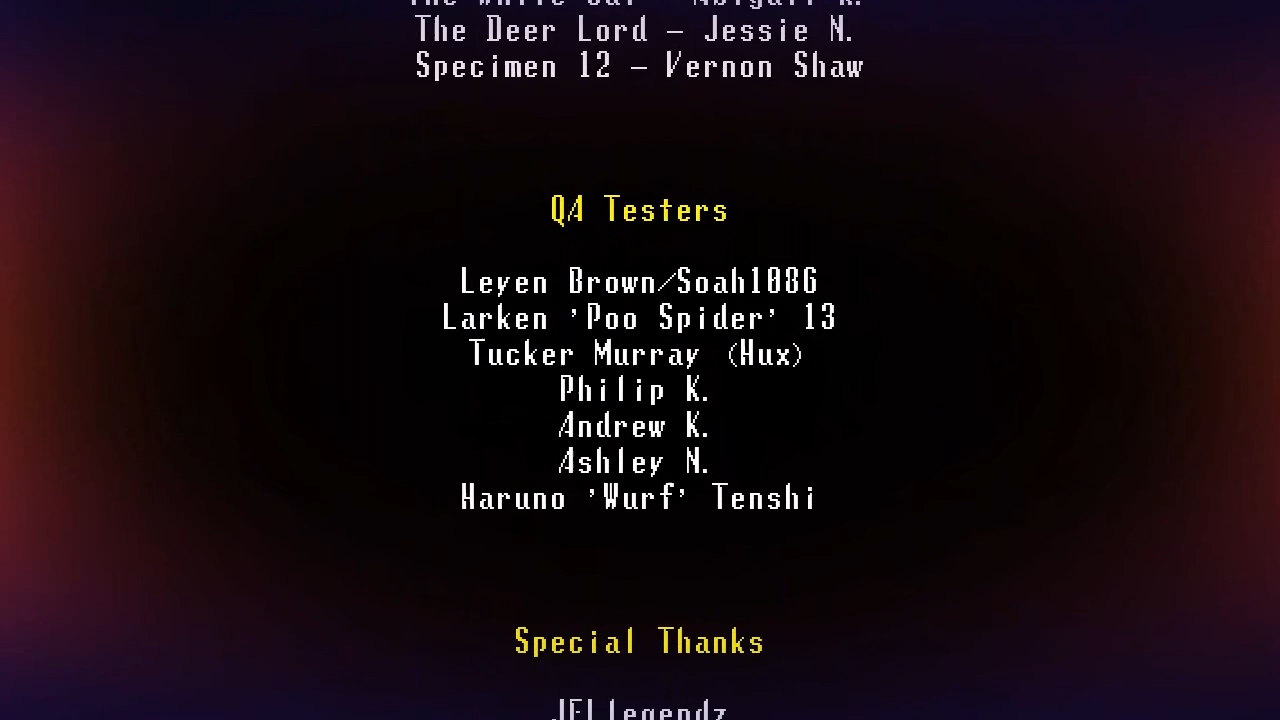 The Deer Lord – Jessie N.
Specimen 12 – Vernon Shaw
QA Testers
Leyen Brown/Soah1086
Larken 'Poo Spider' 13
Tucker Murray (Hux)
Philip K.
Andrew K.
Ashley N.
Haruno 'Wurf' Tenshi
Special Thanks